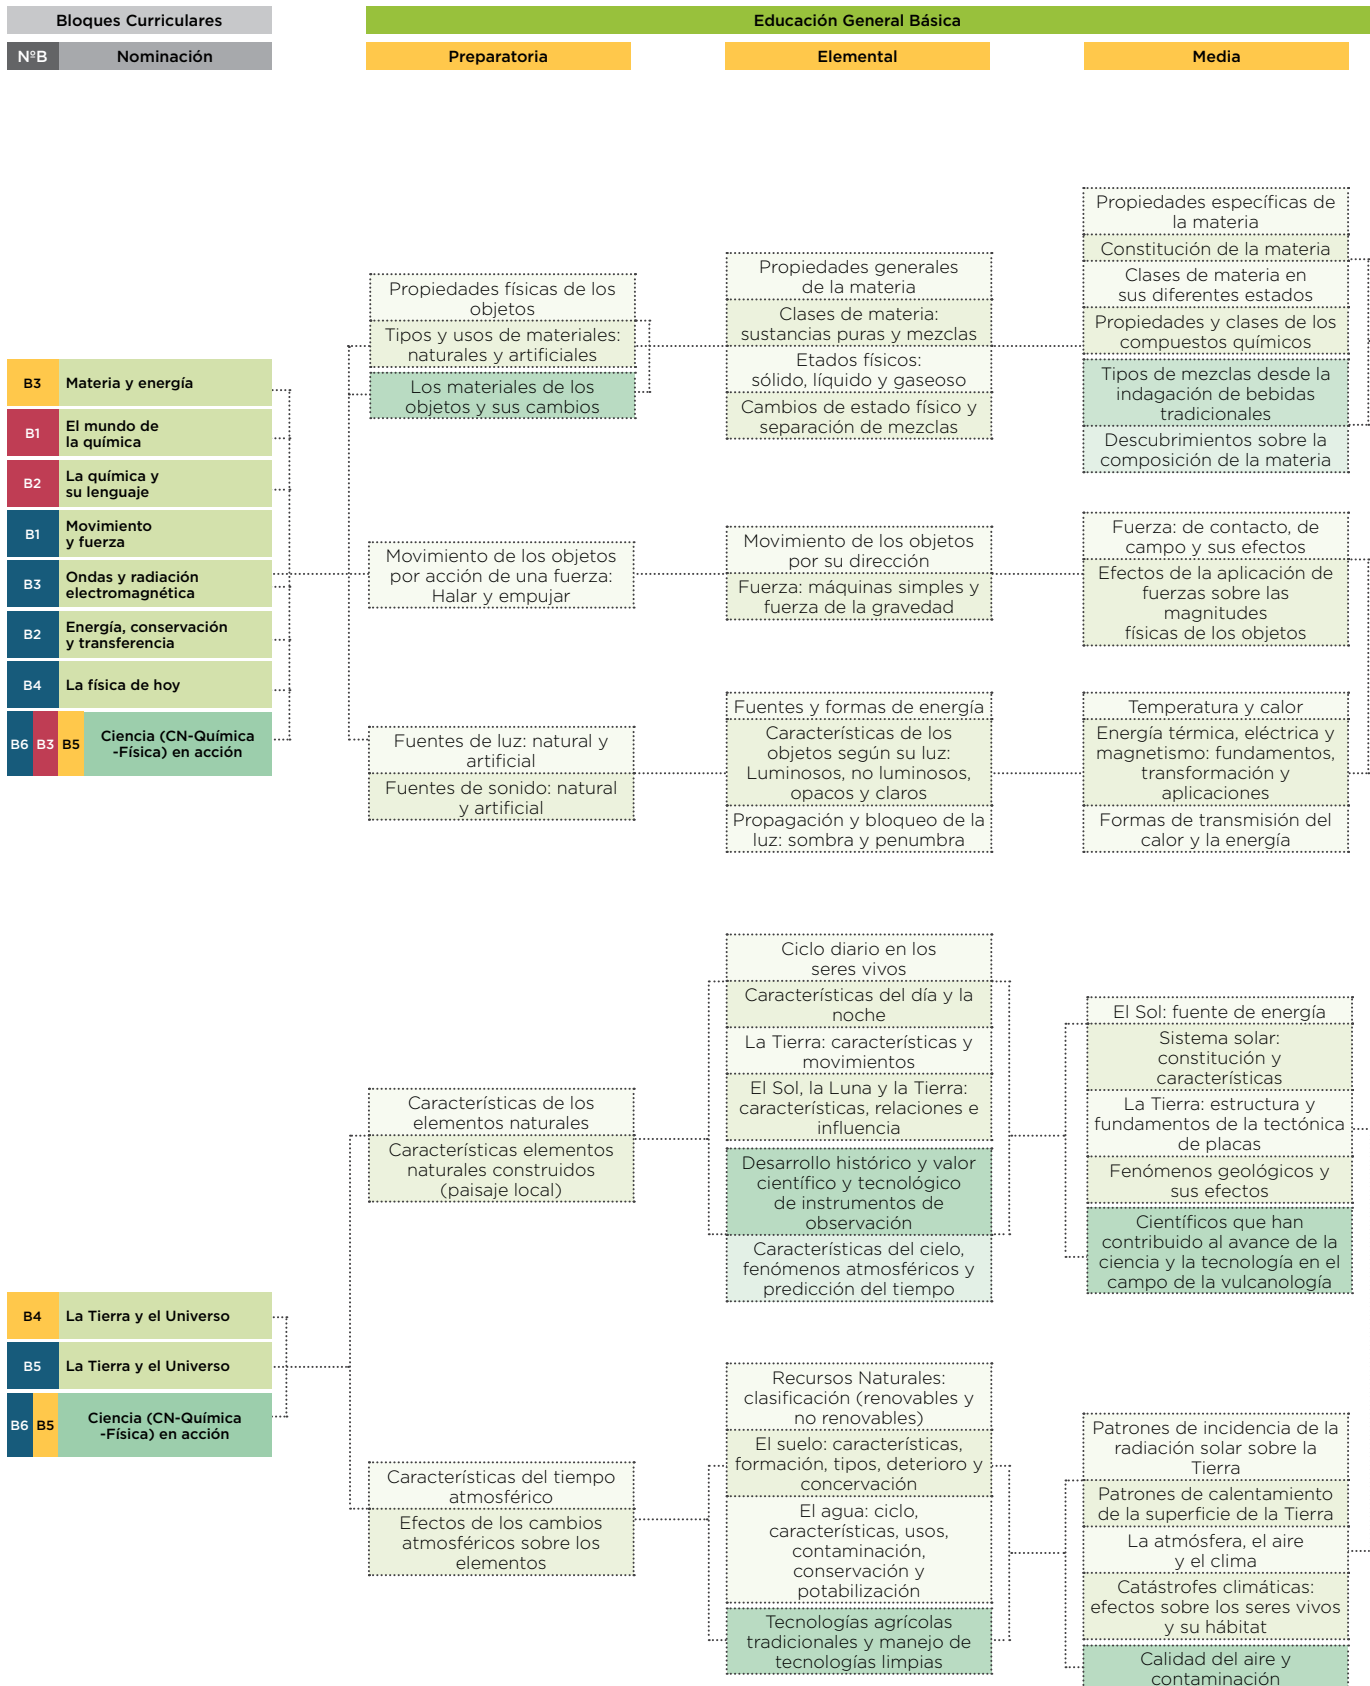 Bloques Curriculares
Educación General Básica
NºB
Nominación
Preparatoria
Elemental
Media
B3
Materia y energía
B1
El mundo de
la química
B2
La química y
su lenguaje
B1
Movimiento
y fuerza
B3
Ondas y radiación
electromagnética
B2
Energía, conservación
y transferencia
B4
La física de hoy
B6 B3 B5
Ciencia (CN-Química
-Física) en acción
Propiedades físicas de los
objetos
Tipos y usos de materiales:
naturales y artificiales
Los materiales de los
objetos y sus cambios
Propiedades generales
de la materia
Clases de materia:
sustancias puras y mezclas
Etados físicos:
sólido, líquido y gaseoso
Cambios de estado físico y
separación de mezclas
Propiedades específicas de
la materia
Constitución de la materia
Clases de materia en
sus diferentes estados
Propiedades y clases de los
compuestos químicos
Tipos de mezclas desde la
indagación de bebidas
tradicionales
Descubrimientos sobre la
composición de la materia
Movimiento de los objetos
por acción de una fuerza:
Halar y empujar
Movimiento de los objetos
por su dirección
Fuerza: máquinas simples y
fuerza de la gravedad
Fuerza: de contacto, de
campo y sus efectos
Efectos de la aplicación de
fuerzas sobre las
magnitudes
físicas de los objetos
Fuentes de luz: natural y
artificial
Fuentes de sonido: natural
y artificial
Fuentes y formas de energía
Características de los
objetos según su luz:
Luminosos, no luminosos,
opacos y claros
Propagación y bloqueo de la
luz: sombra y penumbra
Temperatura y calor
Energía térmica, eléctrica y
magnetismo: fundamentos,
transformación y
aplicaciones
Formas de transmisión del
calor y la energía
B4
La Tierra y el Universo
B5
La Tierra y el Universo
B6 B5
Ciencia (CN-Química
-Física) en acción
Características de los
elementos naturales
Características elementos
naturales construidos
(paisaje local)
Ciclo diario en los
seres vivos
Características del día y la
noche
La Tierra: características y
movimientos
El Sol, la Luna y la Tierra:
características, relaciones e
influencia
Desarrollo histórico y valor
científico y tecnológico
de instrumentos de
observación
Características del cielo,
fenómenos atmosféricos y
predicción del tiempo
El Sol: fuente de energía
Sistema solar:
constitución y
características
La Tierra: estructura y
fundamentos de la tectónica
de placas
Fenómenos geológicos y
sus efectos
Científicos que han
contribuido al avance de la
ciencia y la tecnología en el
campo de la vulcanología
Características del tiempo
atmosférico
Efectos de los cambios
atmosféricos sobre los
elementos
Recursos Naturales:
clasificación (renovables y
no renovables)
El suelo: características,
formación, tipos, deterioro y
concervación
El agua: ciclo,
características, usos,
contaminación,
conservación y
potabilización
Tecnologías agrícolas
tradicionales y manejo de
tecnologías limpias
Patrones de incidencia de la
radiación solar sobre la
Tierra
Patrones de calentamiento
de la superficie de la Tierra
La atmósfera, el aire
y el clima
Catástrofes climáticas:
efectos sobre los seres vivos
y su hábitat
Calidad del aire y
contaminación